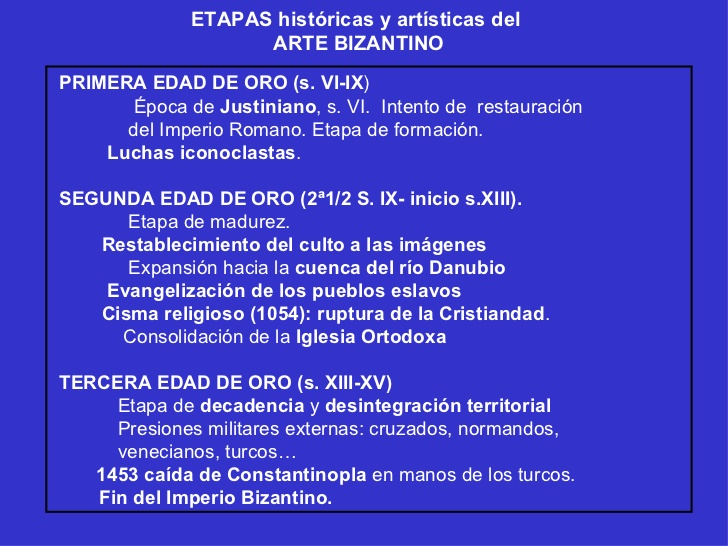 ETAPAS históricas y artísticas del
ARTE BIZANTINO
PRIMERA EDAD DE ORO (s. VI-IX)
Época de Justiniano, s. VI. Intento de restauración
del Imperio Romano. Etapa de formación.
Luchas iconoclastas.
SEGUNDA EDAD DE ORO (2ª1/2 S. IX- inicio s.XIII).
Etapa de madurez.
Restablecimiento del culto a las imágenes
Expansión hacia la cuenca del río Danubio
Evangelización de los pueblos eslavos
Cisma religioso (1054): ruptura de la Cristiandad.
Consolidación de la Iglesia Ortodoxa
TERCERA EDAD DE ORO (s. XIII-XV)
Etapa de decadencia y desintegración territorial
Presiones militares externas: cruzados, normandos,
venecianos, turcos…
1453 caída de Constantinopla en manos de los turcos.
Fin del Imperio Bizantino.